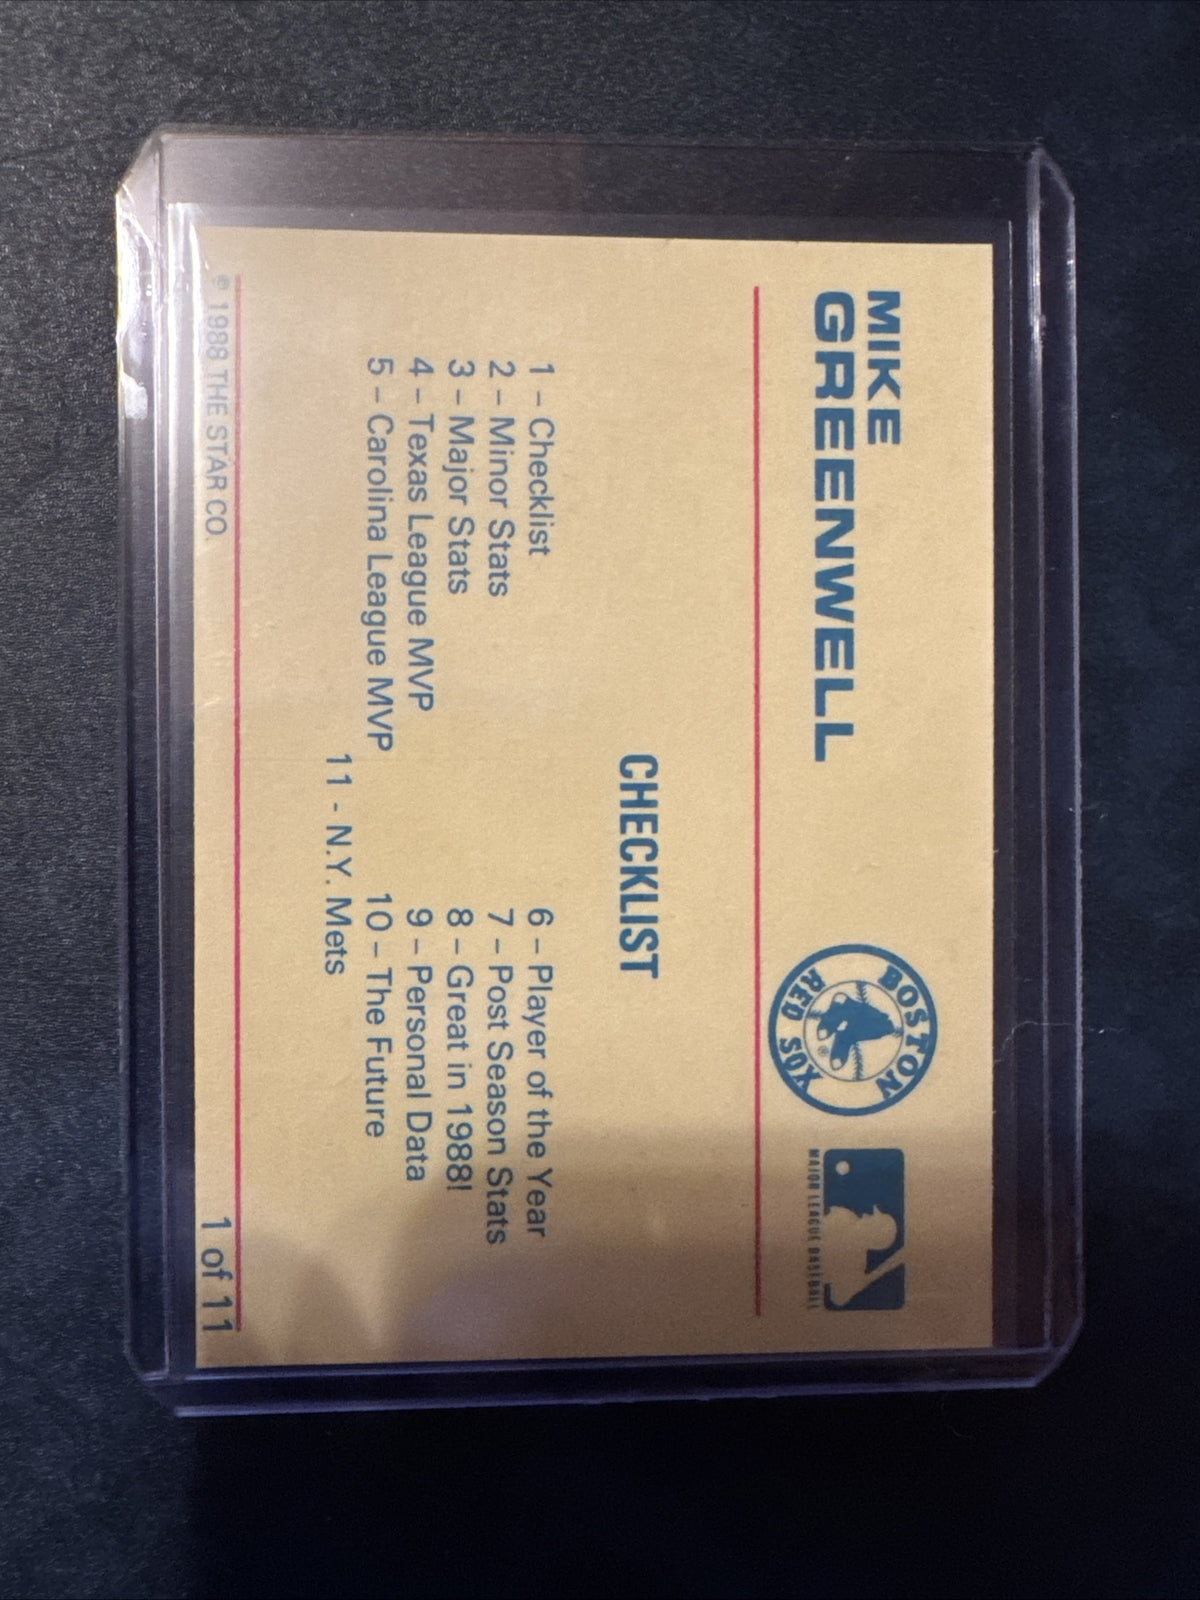 MIKE
GREENWELL
BOSTON
RED SOX
®
MAJOR LEAGUE BASEBALL
CHECKLIST
1 – Checklist
2 – Minor Stats
3 – Major Stats
4 – Texas League MVP
5 – Carolina League MVP
6 – Player of the Year
7 – Post Season Stats
8 – Great in 1988!
9 – Personal Data
10 – The Future
11 - N.Y. Mets
© 1988 THE STAR CO.
1 of 11